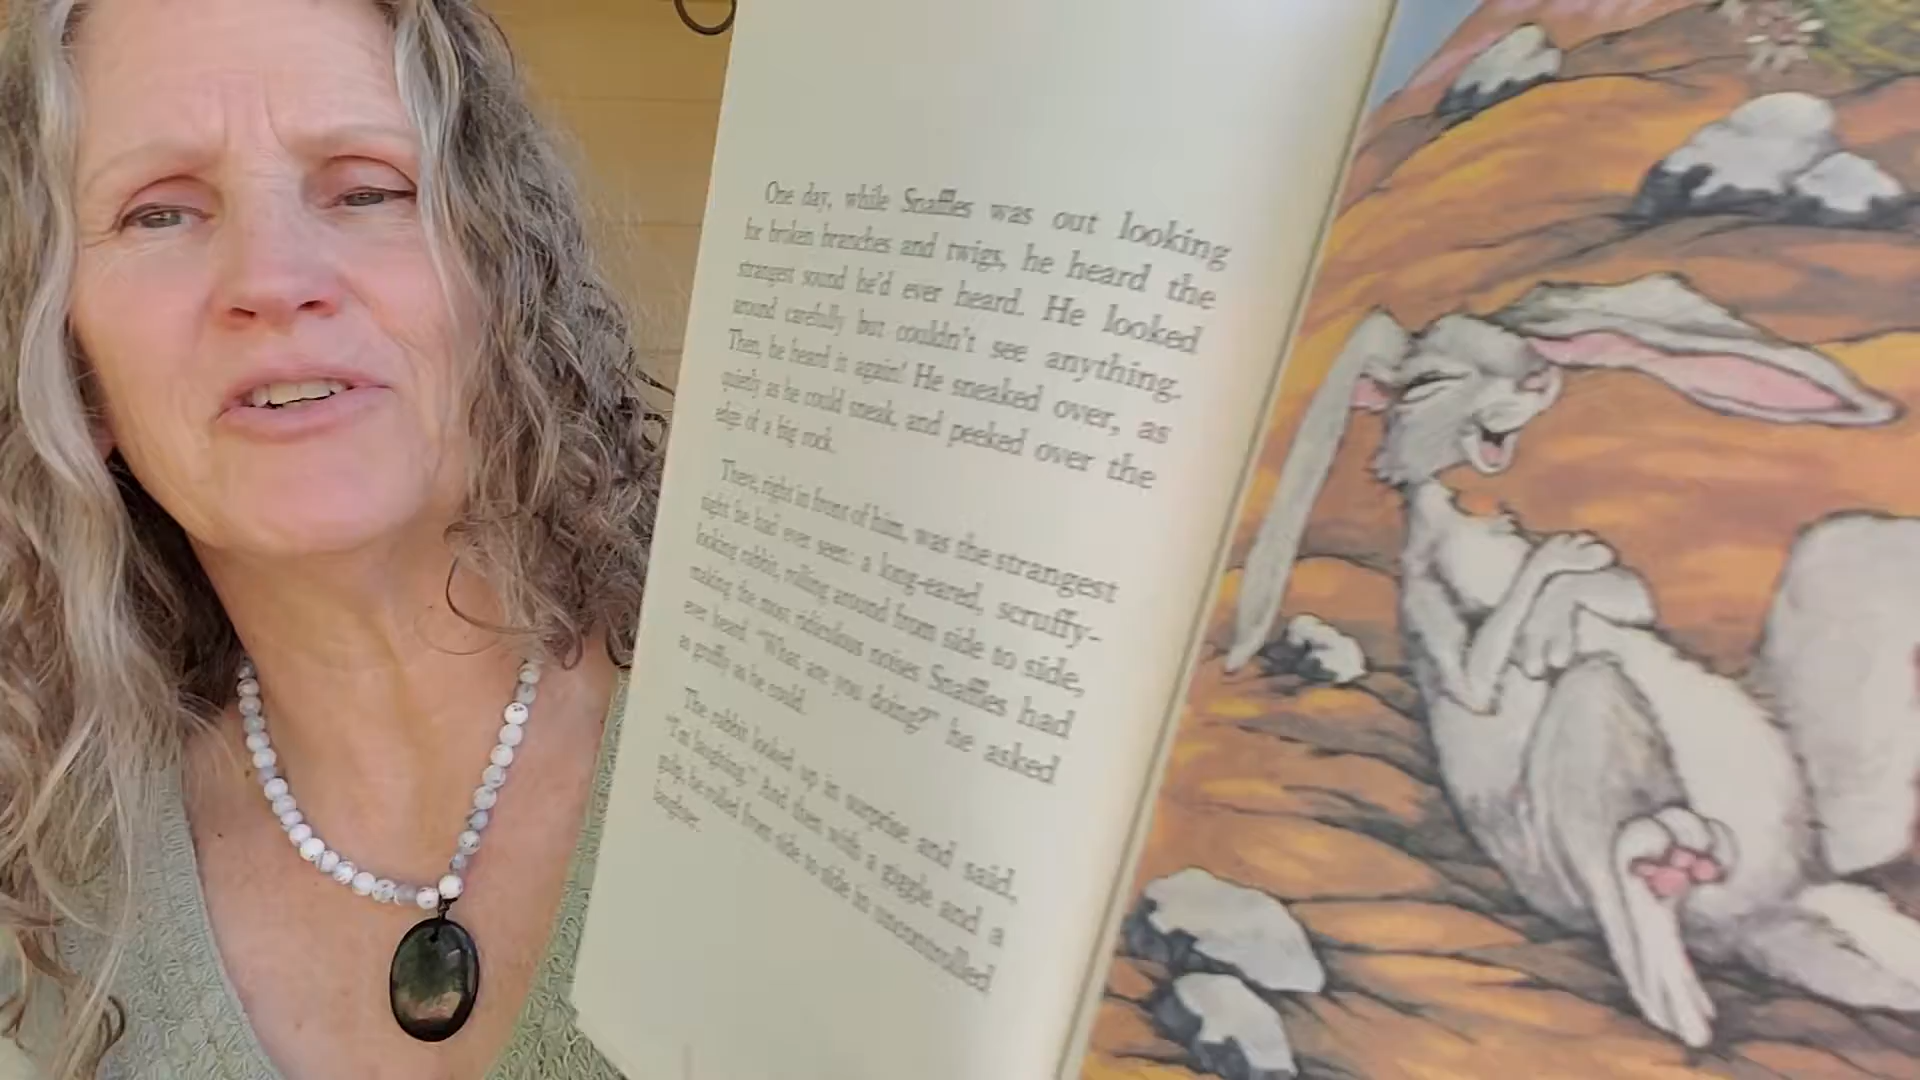 One day, while Snaffles was out looking
for broken branches and twigs, he heard the
strangest sound he'd ever heard. He looked
around carefully but couldn't see anything.
Then, he heard it again! He sneaked over, as
quietly as he could sneak, and peeked over the
edge of a big rock.
There, right in front of him, was the strangest
sight he had ever seen: a long-eared, scruffy-
looking rabbit, rolling around from side to side,
making the most ridiculous noises Snaffles had
ever heard. "What are you doing?" he asked
as gruffly as he could.
The rabbit looked up in surprise and said,
"I'm laughing." And then with a giggle and a
gulp, he rolled from side to side in uncontrolled
laughter.